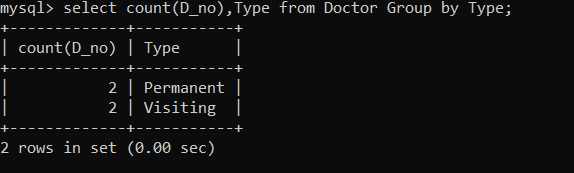 mysql> select count(D_no),Type from Doctor Group by Type;
+-------------+-----------+
| count(D_no) | Type      |
+-------------+-----------+
|           2 | Permanent |
|           2 | Visiting  |
+-------------+-----------+
2 rows in set (0.00 sec)